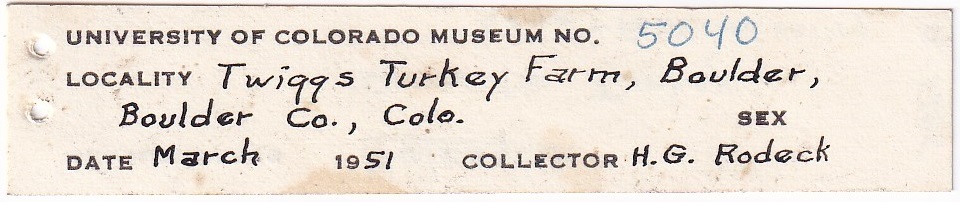 UNIVERSITY OF COLORADO MUSEUM NO. 5040
LOCALITY Twiggs Turkey Farm, Boulder,
Boulder Co., Colo. SEX
DATE March 1951 COLLECTOR H.G. Rodeck